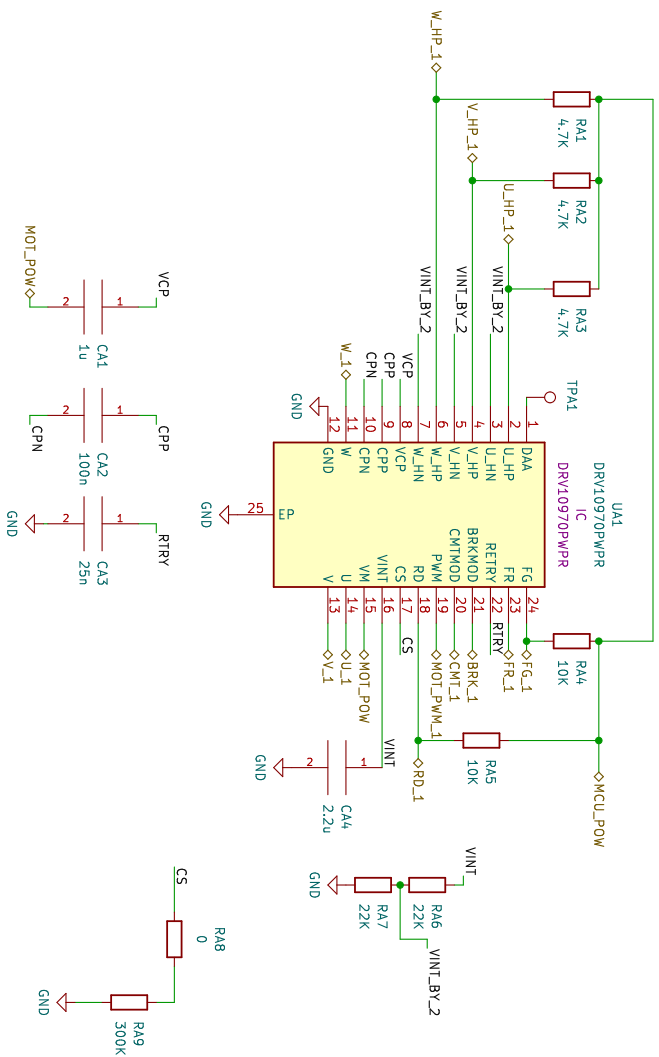 W_HP_1
V_HP_1
U_HP_1
RA1
4.7K
RA2
4.7K
RA3
4.7K
VINT_BY_2
VINT_BY_2
VINT_BY_2
VCP
CPP
CPN
W_1
GND
TPA1
MOT_POW
2
1
VCP
CA1
1u
CPN
2
1
CPP
CA2
100n
GND
2
1
RTRY
CA3
25n
UA1
DRV10970PWPR
IC
DRV10970PWPR
1
DAA
2
U_HP
3
U_HN
4
V_HP
5
V_HN
6
W_HP
7
W_HN
8
VCP
9
CPP
10
CPN
11
W
12
GND
25
EP
GND
13
V
14
U
15
VM
16
VINT
17
CS
18
RD
19
PWM
20
CMTMOD
21
BRKMOD
22
RETRY
23
FR
24
FG
V_1
U_1
MOT_POW
CS
MOT_PWM_1
CMT_1
BRK_1
RTRY
FR_1
FG_1
RA4
10K
RA5
10K
RD_1
MCU_POW
VINT
GND
2
1
CA4
2.2u
VINT
RA6
22K
RA7
22K
GND
VINT_BY_2
CS
RA8
0
RA9
300K
GND